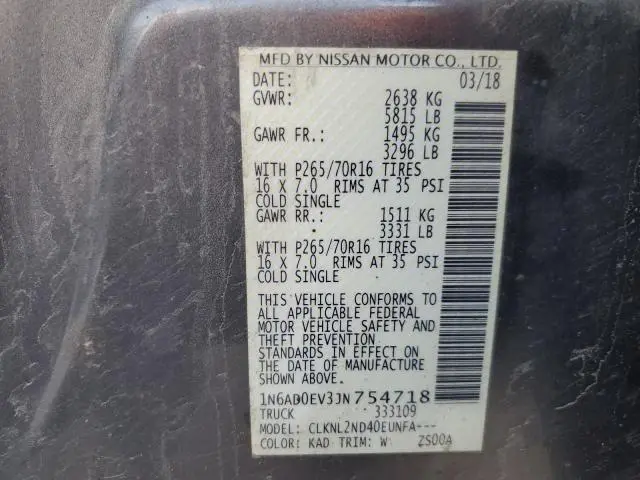 MFD BY NISSAN MOTOR CO., LTD.
DATE: 03/18
GVWR: 2638 KG
5815 LB
GAWR FR.: 1495 KG
3296 LB
WITH P265/70R16 TIRES
16 X 7.0 RIMS AT 35 PSI
COLD SINGLE
GAWR RR.: 1511 KG
3331 LB
WITH P265/70R16 TIRES
16 X 7.0 RIMS AT 35 PSI
COLD SINGLE
THIS VEHICLE CONFORMS TO
ALL APPLICABLE FEDERAL
MOTOR VEHICLE SAFETY AND
THEFT PREVENTION
STANDARDS IN EFFECT ON
THE DATE OF MANUFACTURE
SHOWN ABOVE.
1N6AD0EV3JN754718
TRUCK 333109
MODEL: CLKNL2ND40EUNFA---
COLOR: KAD TRIM: W ZS00A